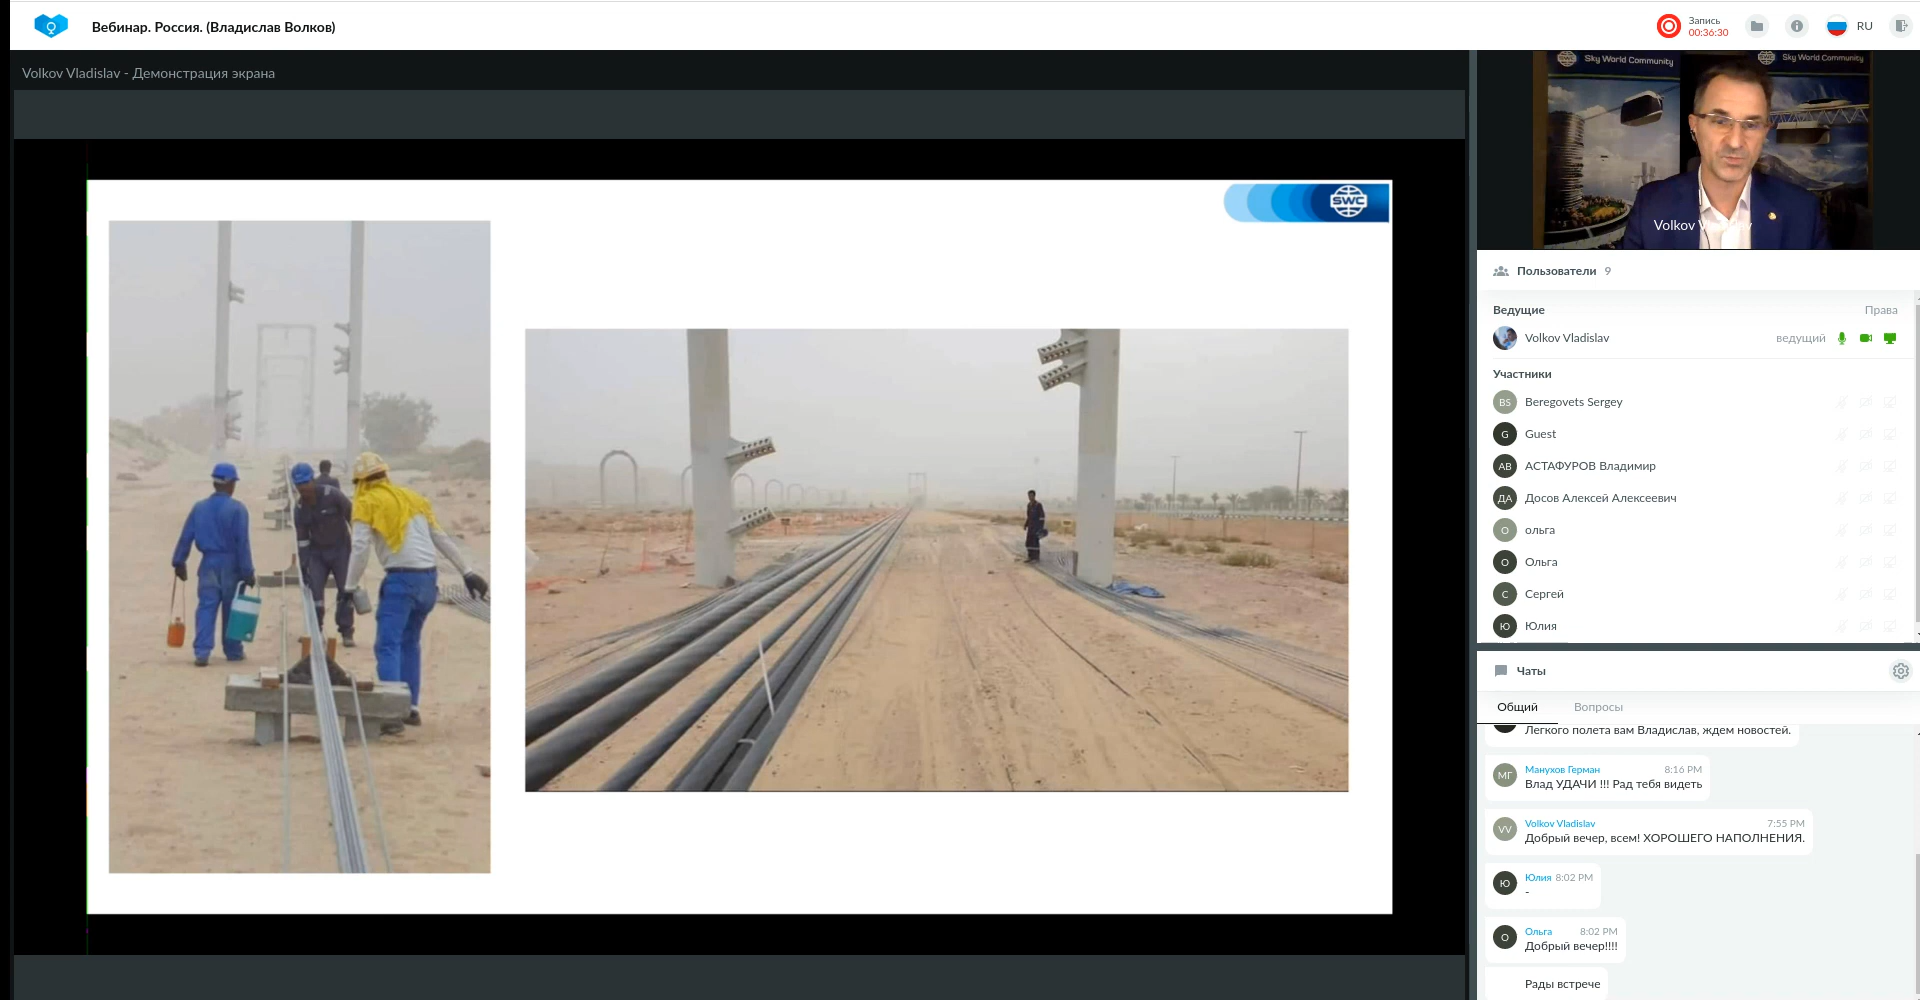 Вебинар. Россия. (Владислав Волков)
Запись
00:36:30
RU
Volkov Vladislav - Демонстрация экрана
SWC
Sky World Community
Sky World Community
Volkov
Пользователи 9
Ведущие Права
Volkov Vladislav ведущий
Участники
BS Beregovets Sergey
G Guest
АВ АСТАФУРОВ Владимир
ДА Досов Алексей Алексеевич
О ольга
О Ольга
С Сергей
Ю Юлия
Чаты
Общий Вопросы
Легкого полета вам Владислав, ждем новостей.
МГ Манухов Герман 8:16 PM
Влад УДАЧИ !!! Рад тебя видеть
VV Volkov Vladislav 7:55 PM
Добрый вечер, всем! ХОРОШЕГО НАПОЛНЕНИЯ.
Ю Юлия 8:02 PM
-
О Ольга 8:02 PM
Добрый вечер!!!!
Рады встрече